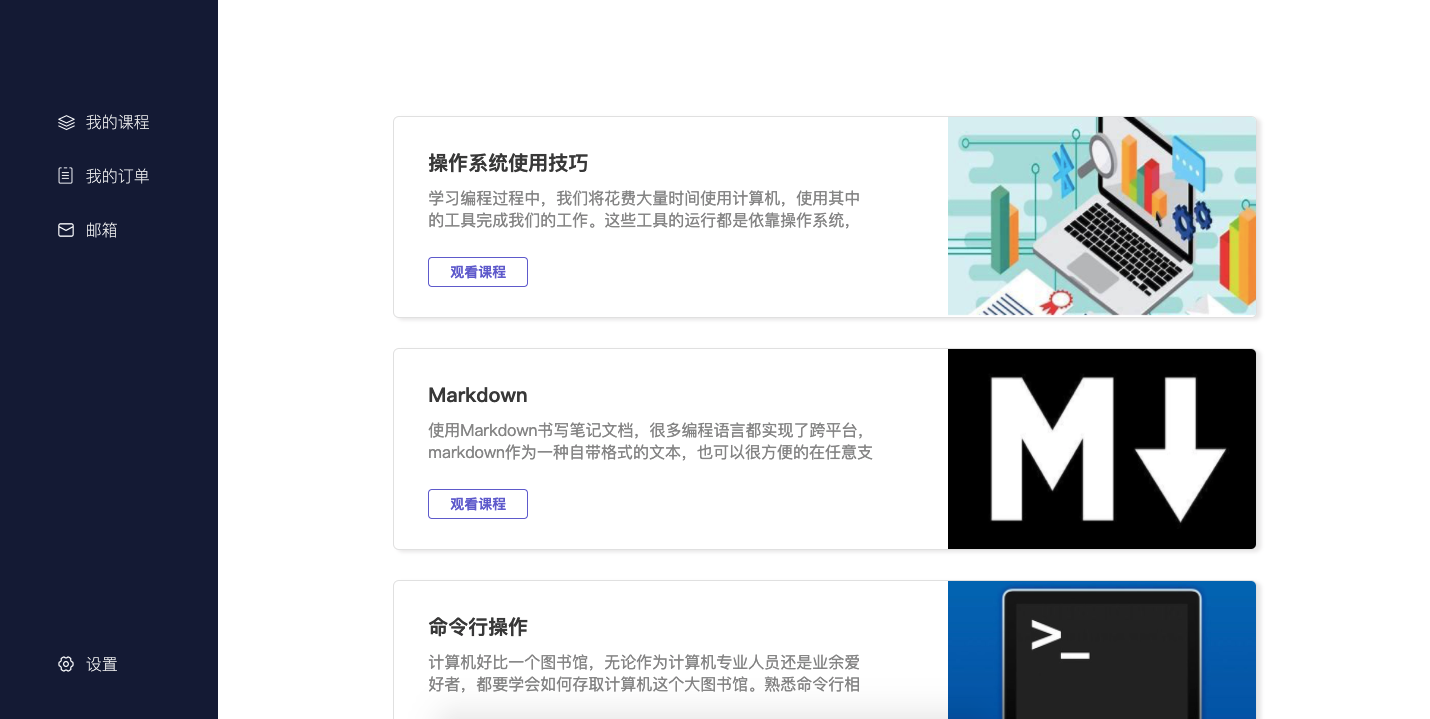 我的课程
我的订单
邮箱
设置
操作系统使用技巧
学习编程过程中，我们将花费大量时间使用计算机，使用其中
的工具完成我们的工作。这些工具的运行都是依靠操作系统，
观看课程
Markdown
使用Markdown书写笔记文档，很多编程语言都实现了跨平台，
markdown作为一种自带格式的文本，也可以很方便的在任意支
观看课程
M
命令行操作
计算机好比一个图书馆，无论作为计算机专业人员还是业余爱
好者，都要学会如何存取计算机这个大图书馆。熟悉命令行相
>_